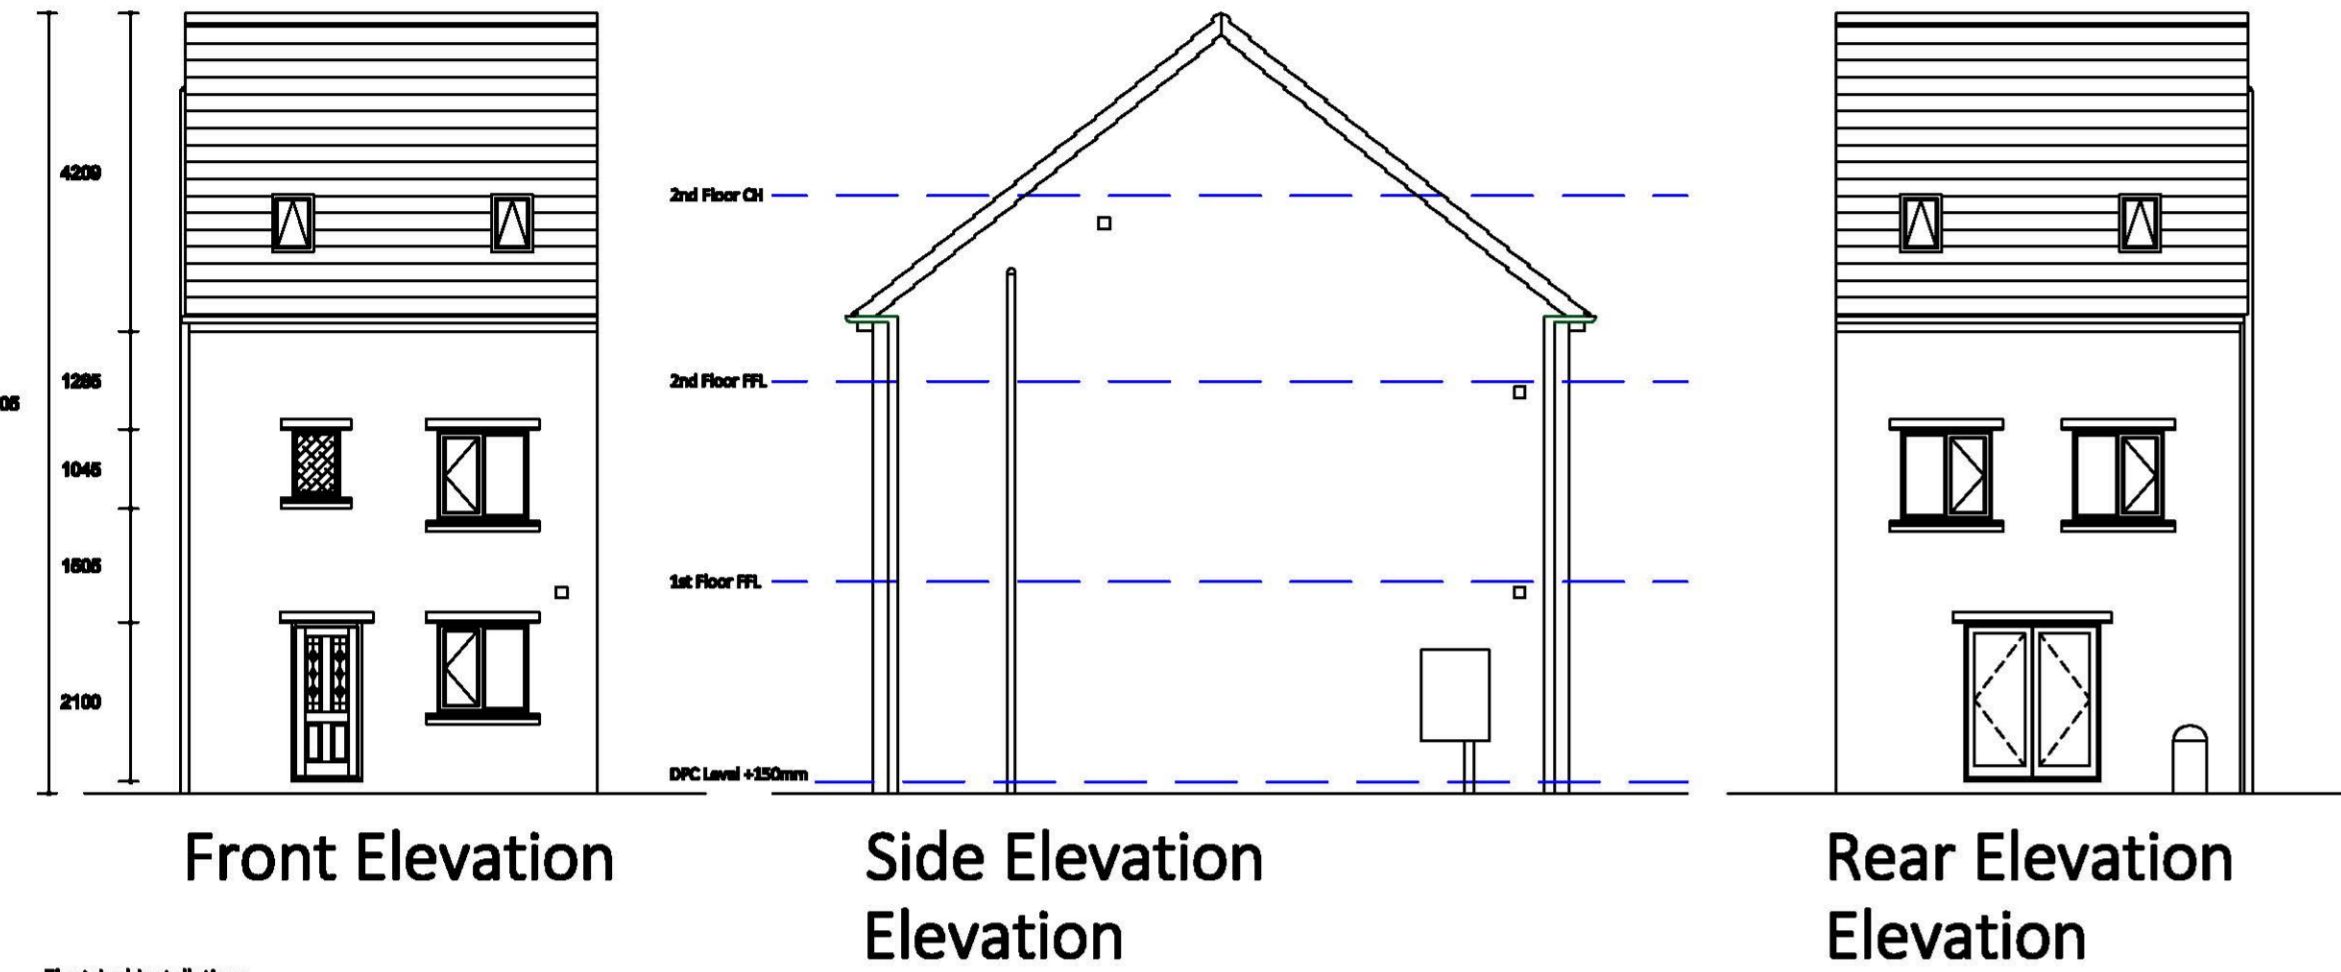 4209
2nd Floor CH
1285
2nd Floor FFL
05
1045
1505
1st Floor FFL
2100
DPC Level +150mm
Front Elevation
Side Elevation
Elevation
Rear Elevation
Elevation